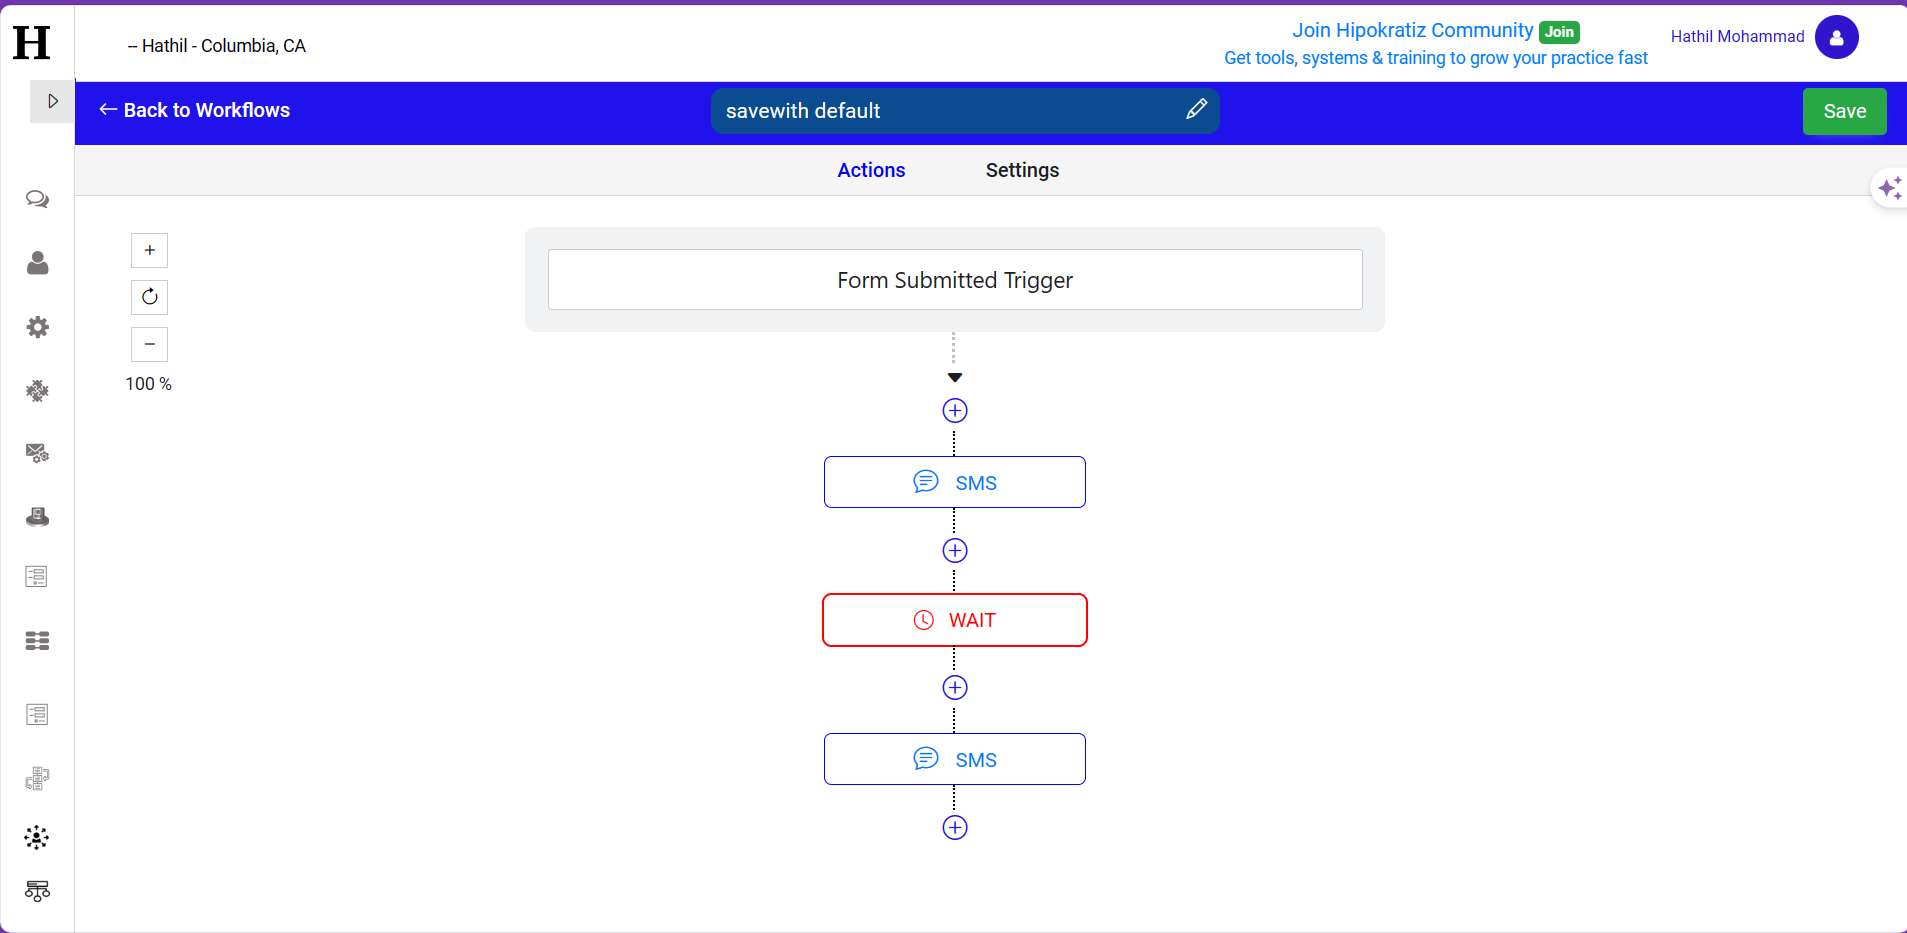 H
-- Hathil - Columbia, CA
Join Hipokratiz Community Join
Get tools, systems & training to grow your practice fast
Hathil Mohammad
← Back to Workflows
savewith default
Save
Actions
Settings
+
−
100 %
Form Submitted Trigger
SMS
WAIT
SMS